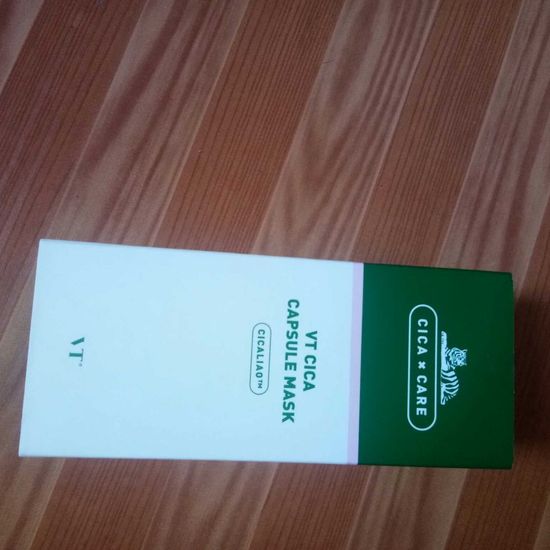 CICA × CARE
VT CICA
CAPSULE MASK
CICALIAO™
VT®